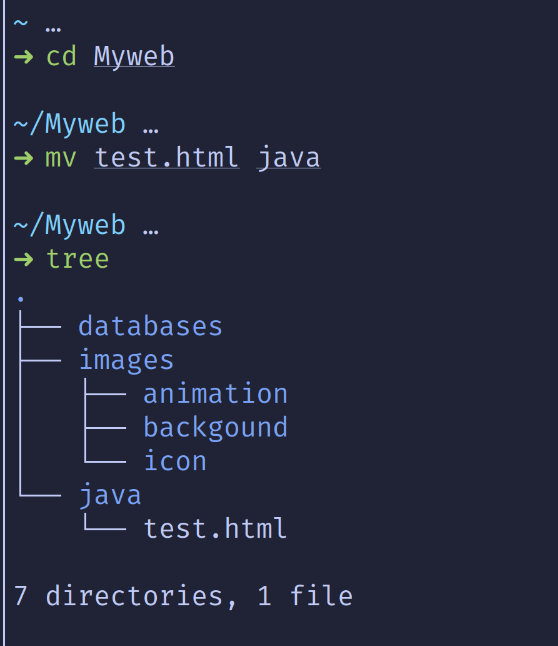 ~ …
➜ cd Myweb
~/Myweb …
➜ mv test.html java
~/Myweb …
➜ tree
.
├── databases
├── images
│   ├── animation
│   ├── backgound
│   └── icon
└── java
    └── test.html
7 directories, 1 file